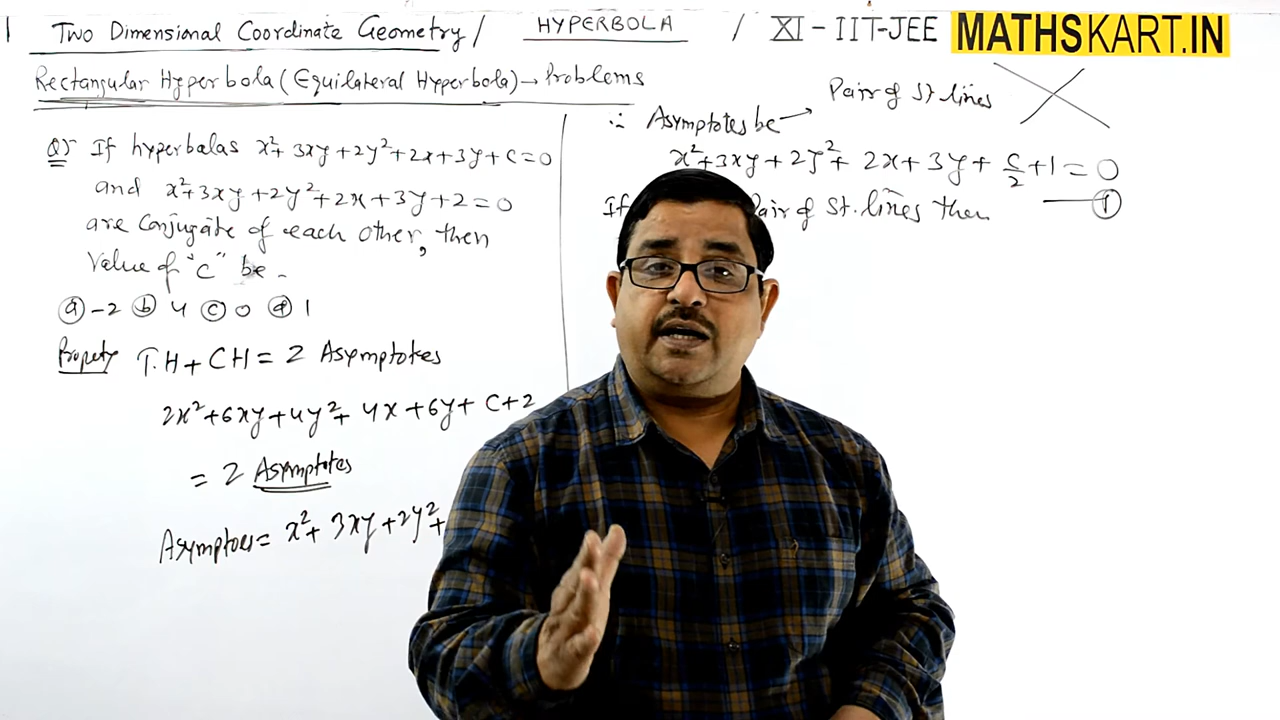 1 Two Dimensional Coordinate Geometry / HYPERBOLA / XI - IIT-JEE MATHSKART.IN
Rectangular Hyperbola (Equilateral Hyperbola) → Problems
Q) If hyperbolas x²+3xy+2y²+2x+3y+c=0
and x²+3xy+2y²+2x+3y+2=0
are conjugate of each other, then
value of "c" be -
ⓐ -2 ⓑ 4 ⓒ 0 ⓓ 1
Property T.H + CH = 2 Asymptotes
2x²+6xy+4y²+4x+6y+c+2
= 2 Asymptotes
Asymptoes = x²+3xy+2y²+
∴ Asymptotes be → Pair of St. lines
x²+3xy+2y²+2x+3y+c/2+1=0
① 
If Pair of St. lines then